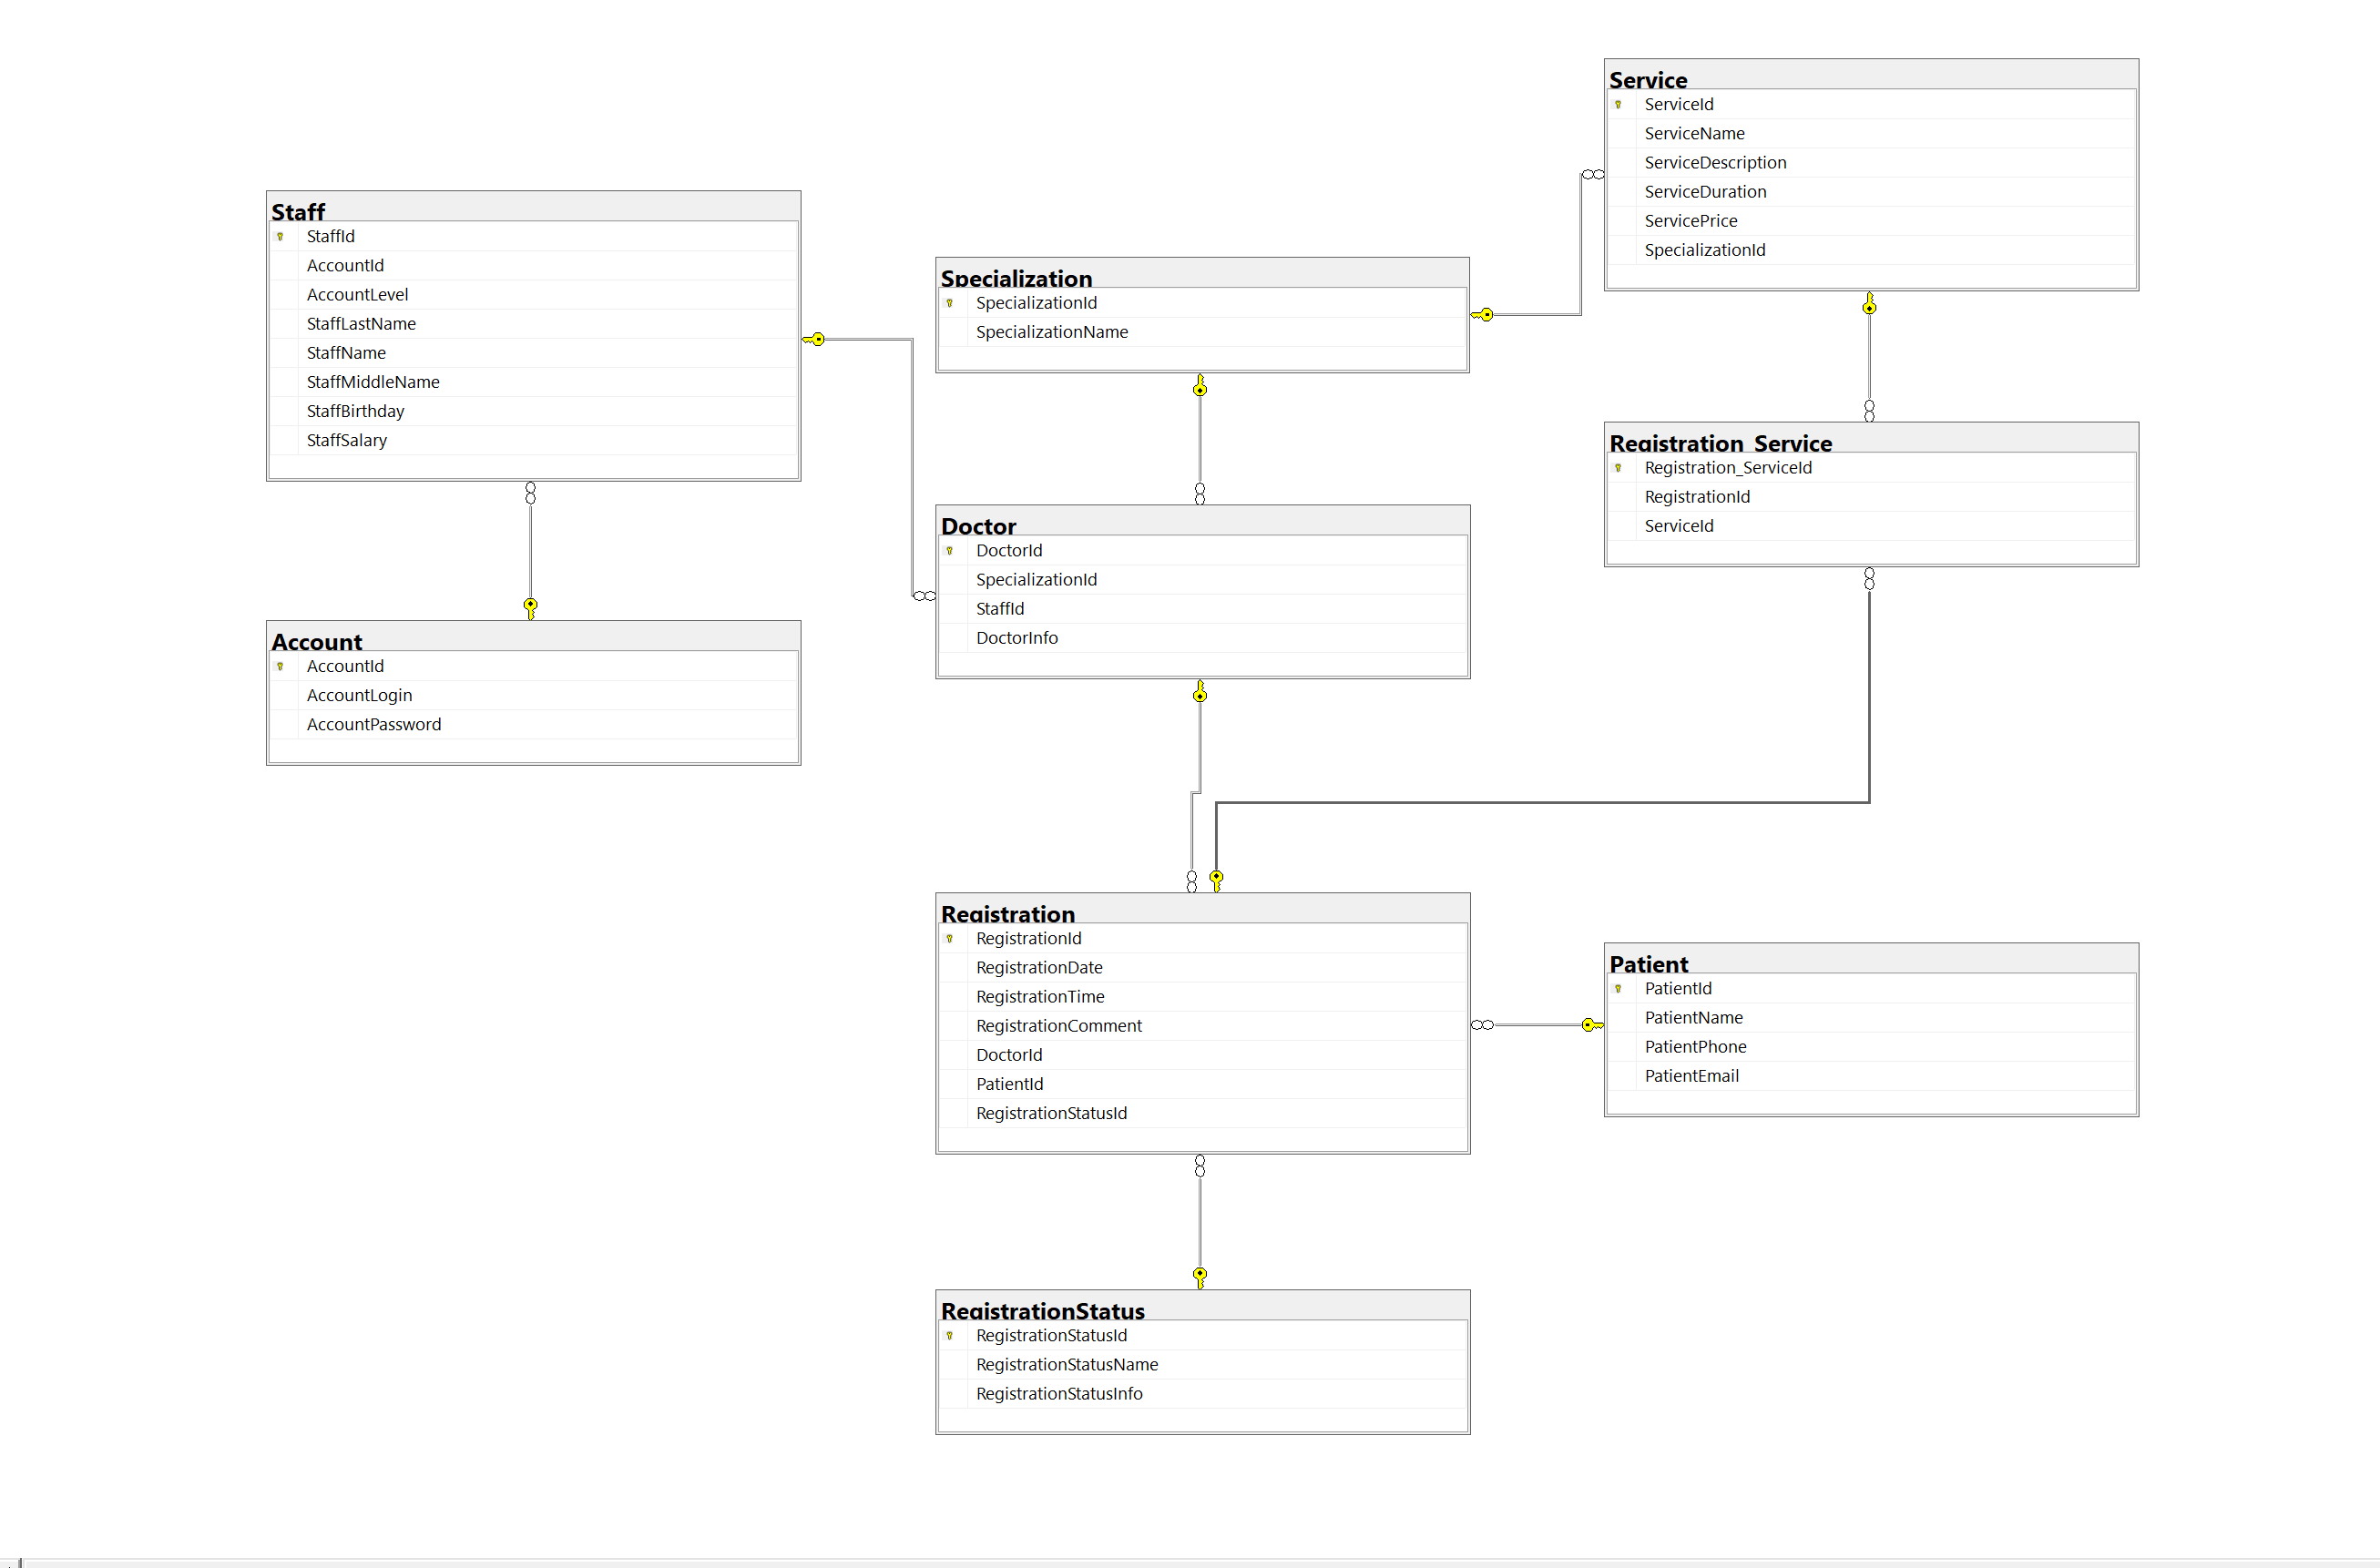 Staff
StaffId
AccountId
AccountLevel
StaffLastName
StaffName
StaffMiddleName
StaffBirthday
StaffSalary
Account
AccountId
AccountLogin
AccountPassword
Specialization
SpecializationId
SpecializationName
Doctor
DoctorId
SpecializationId
StaffId
DoctorInfo
Registration
RegistrationId
RegistrationDate
RegistrationTime
RegistrationComment
DoctorId
PatientId
RegistrationStatusId
RegistrationStatus
RegistrationStatusId
RegistrationStatusName
RegistrationStatusInfo
Service
ServiceId
ServiceName
ServiceDescription
ServiceDuration
ServicePrice
SpecializationId
Registration_Service
Registration_ServiceId
RegistrationId
ServiceId
Patient
PatientId
PatientName
PatientPhone
PatientEmail